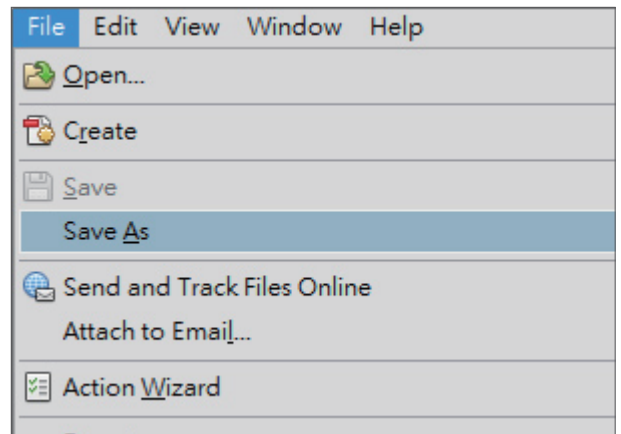 File Edit View Window Help
Open...
Create
Save
Save As
Send and Track Files Online
Attach to Email...
Action Wizard